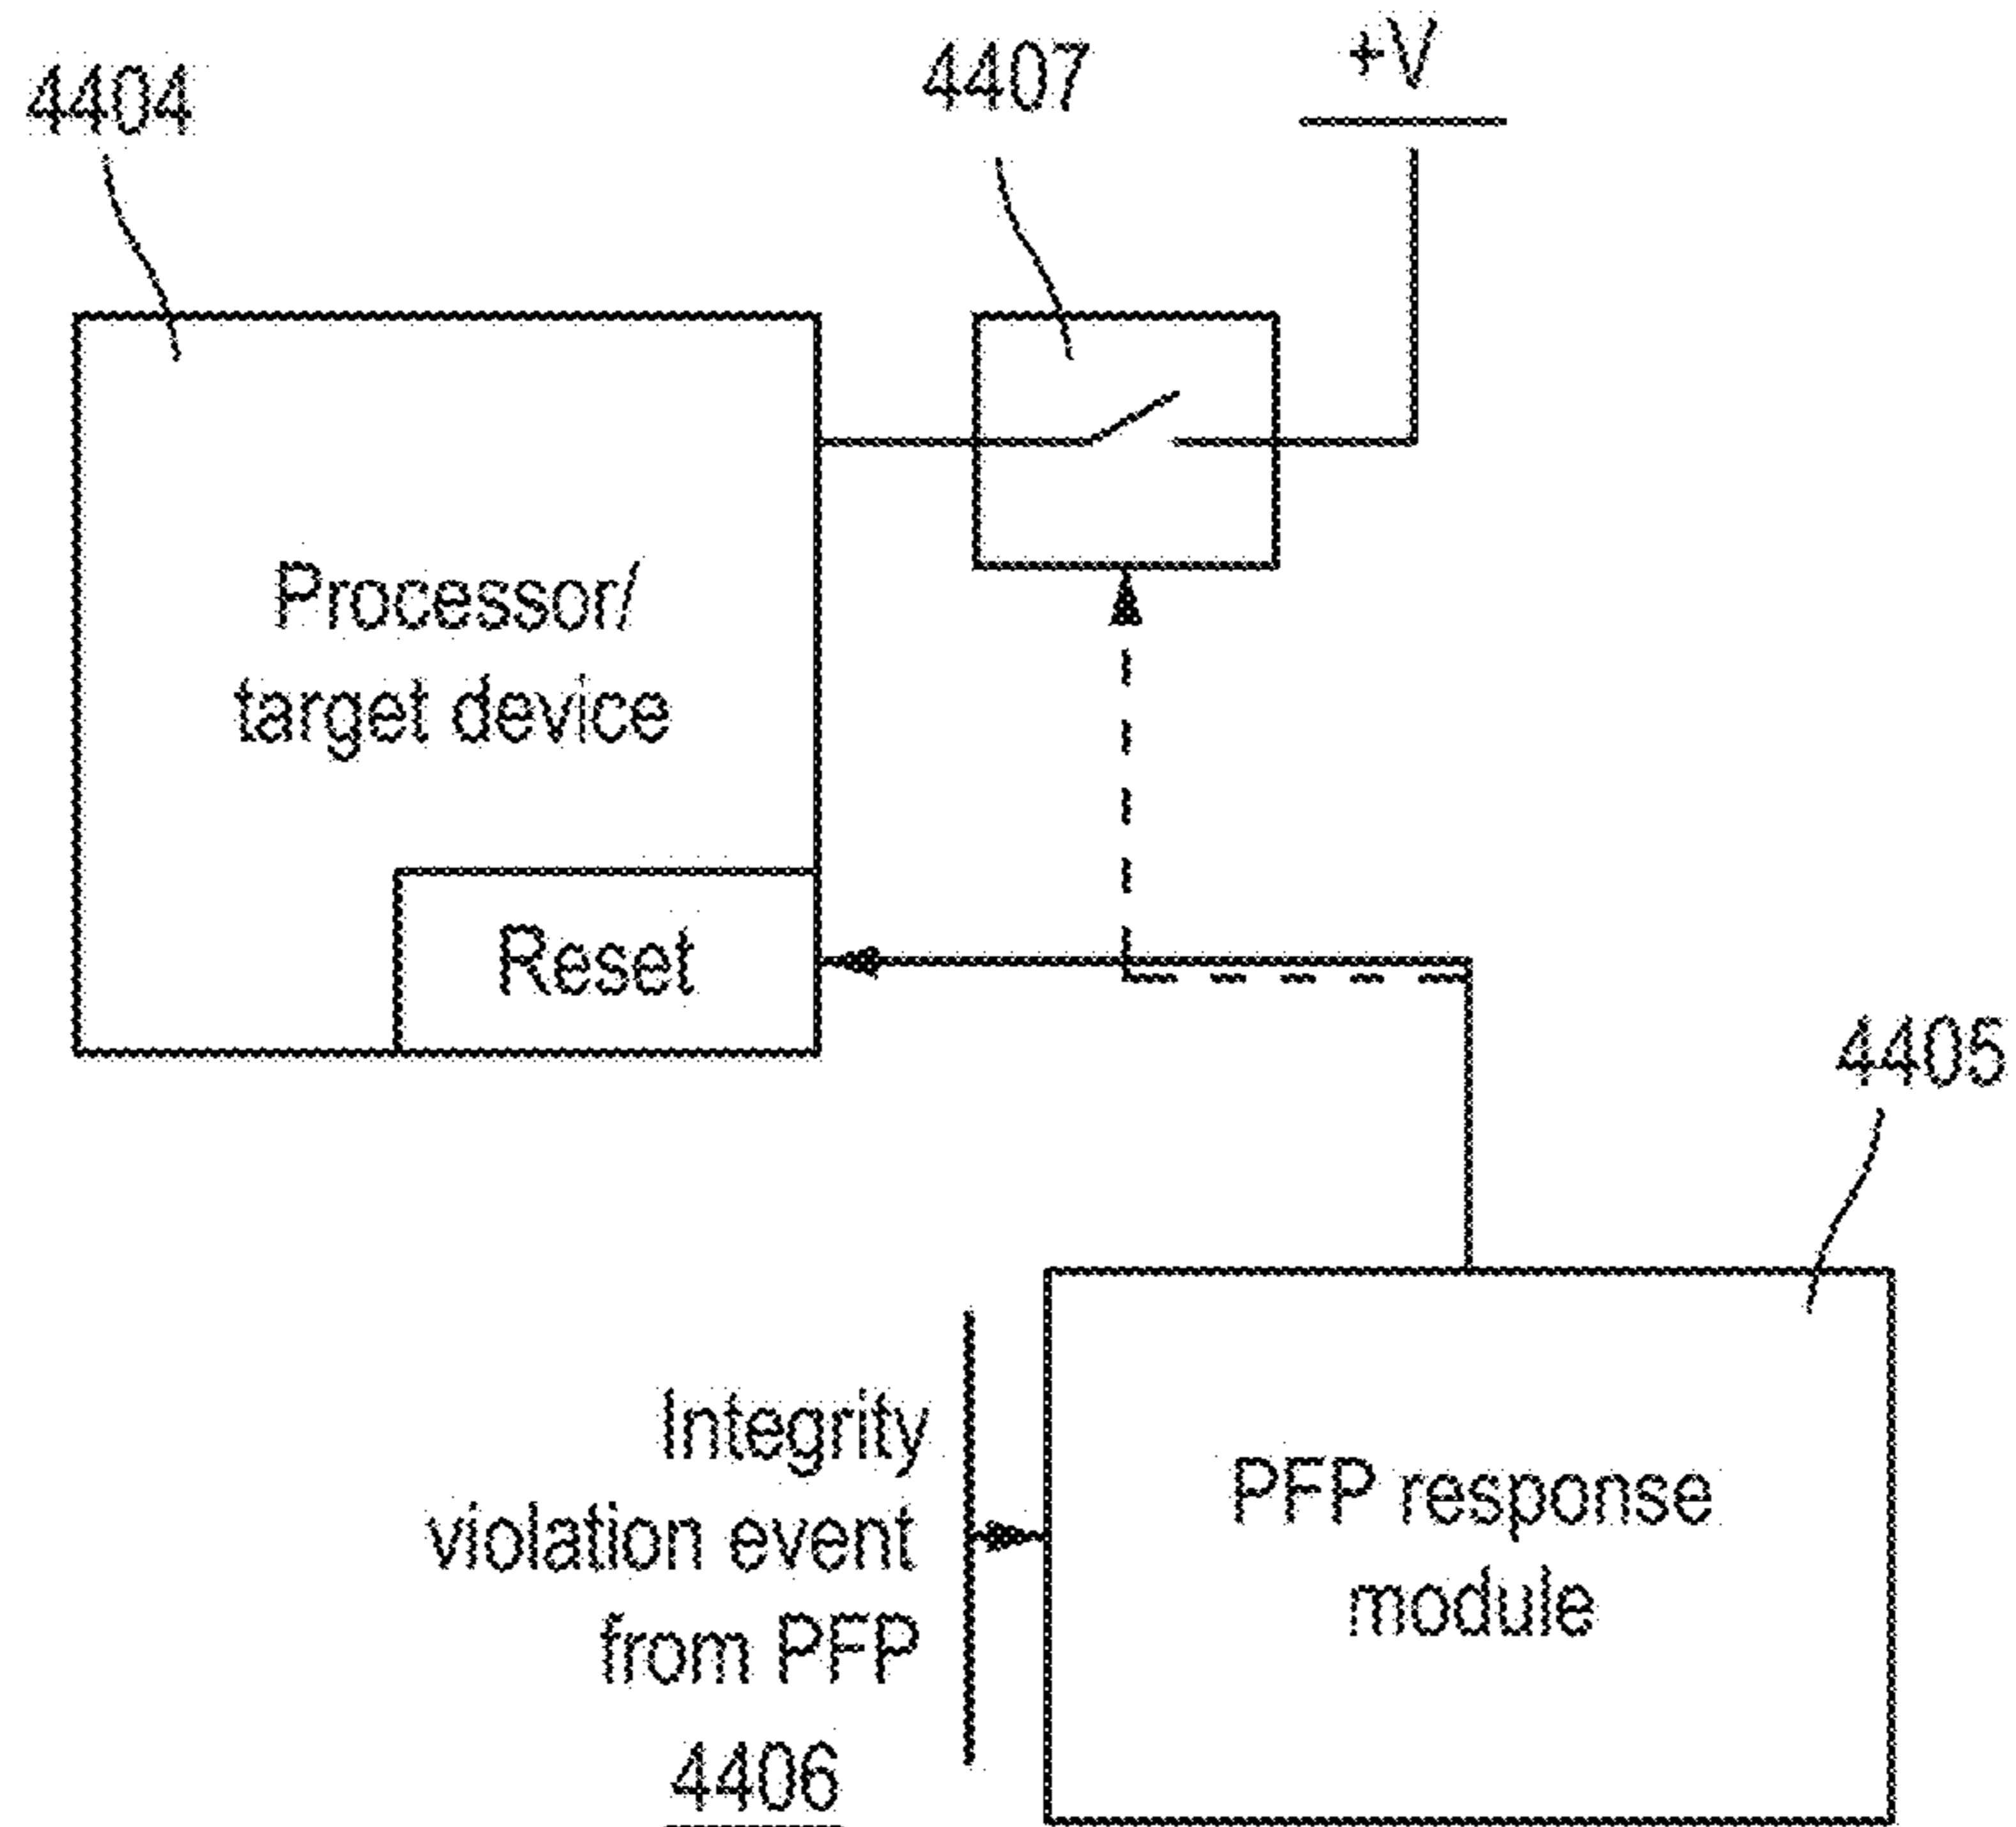 4404
4407
+V
Processor/
target device
Reset
4405
Integrity
violation event
from PFP
4406
PFP response
module